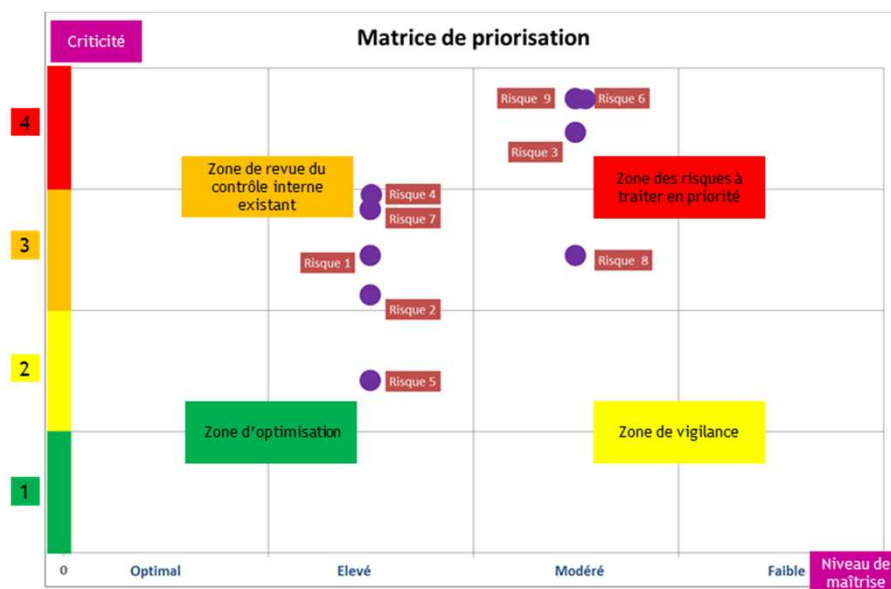 Criticité
Matrice de priorisation
Risque 9
Risque 6
4
Risque 3
Zone de revue du
contrôle interne
existant
Zone des risques à
traiter en priorité
Risque 4
Risque 7
3
Risque 1
Risque 8
Risque 2
2
Risque 5
Zone d'optimisation
Zone de vigilance
1
0
Optimal
Elevé
Modéré
Faible
Niveau de
maîtrise